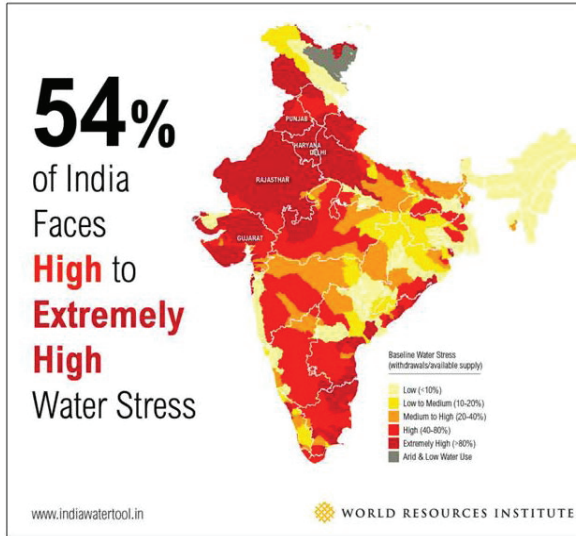 54%
of India
Faces
High to
Extremely
High
Water Stress
PUNJAB
HARYANA
DELHI
RAJASTHAR
GUJARAT
Baseline Water Stress
(withdrawals/available supply)
Low (<10%)
Low to Medium (10-20%)
Medium to High (20-40%)
High (40-80%)
Extremely High (>80%)
Arid & Low Water Use
www.indiawatertool.in
WORLD RESOURCES INSTITUTE